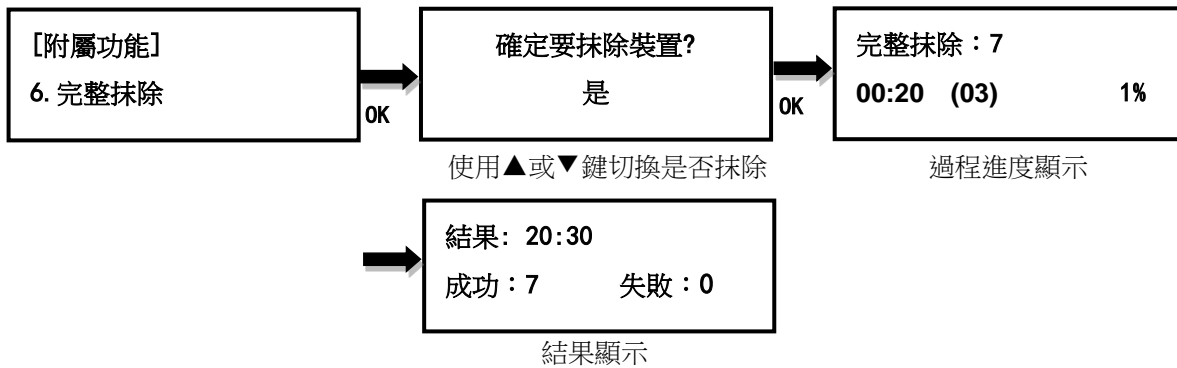 [附屬功能]
6.完整抹除
OK
確定要抹除裝置?
是
使用▲或▼鍵切換是否抹除
OK
完整抹除：7
00:20 (03) 1%
過程進度顯示
結果: 20:30
成功：7 失敗：0
結果顯示